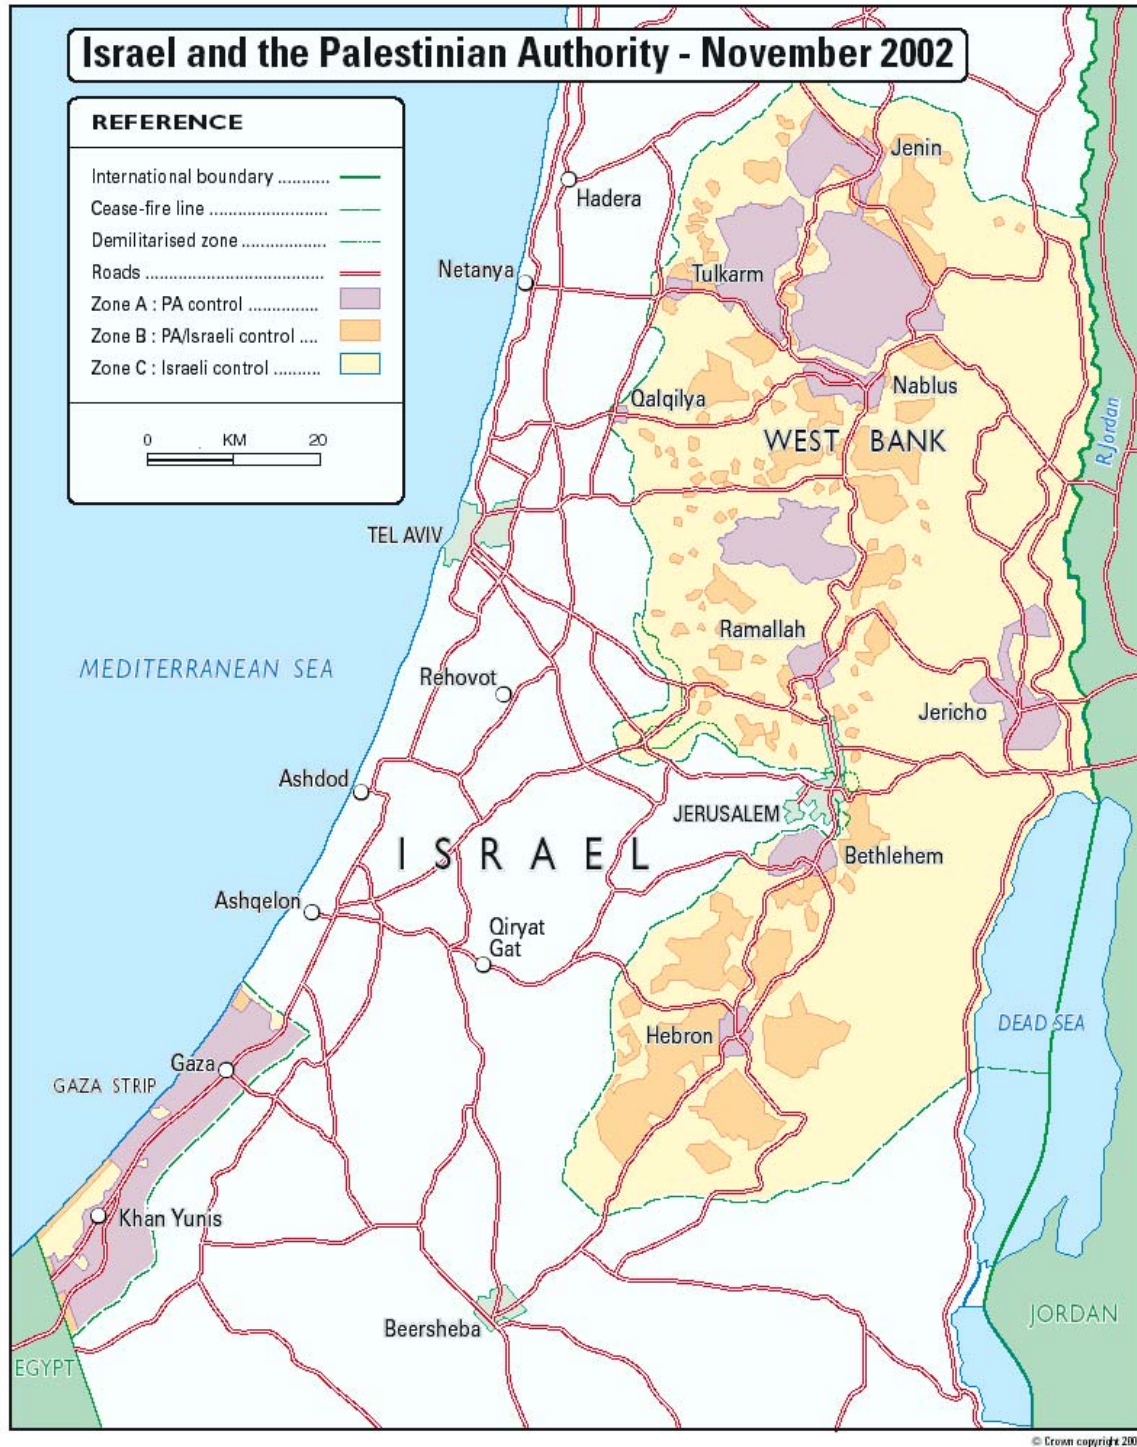 Israel and the Palestinian Authority - November 2002
REFERENCE
International boundary ...........
Cease-fire line .........................
Demilitarised zone ..................
Roads .....................................
Zone A : PA control ...............
Zone B : PA/Israeli control ....
Zone C : Israeli control ..........
0 KM 20
Jenin
Hadera
Netanya
Tulkarm
Nablus
Qalqilya
WEST BANK
R Jordan
TEL AVIV
Ramallah
MEDITERRANEAN SEA
Rehovot
Jericho
Ashdod
JERUSALEM
ISRAEL
Bethlehem
Ashqelon
Qiryat
Gat
DEAD SEA
Hebron
Gaza
GAZA STRIP
Khan Yunis
JORDAN
Beersheba
EGYPT
© Crown copyright